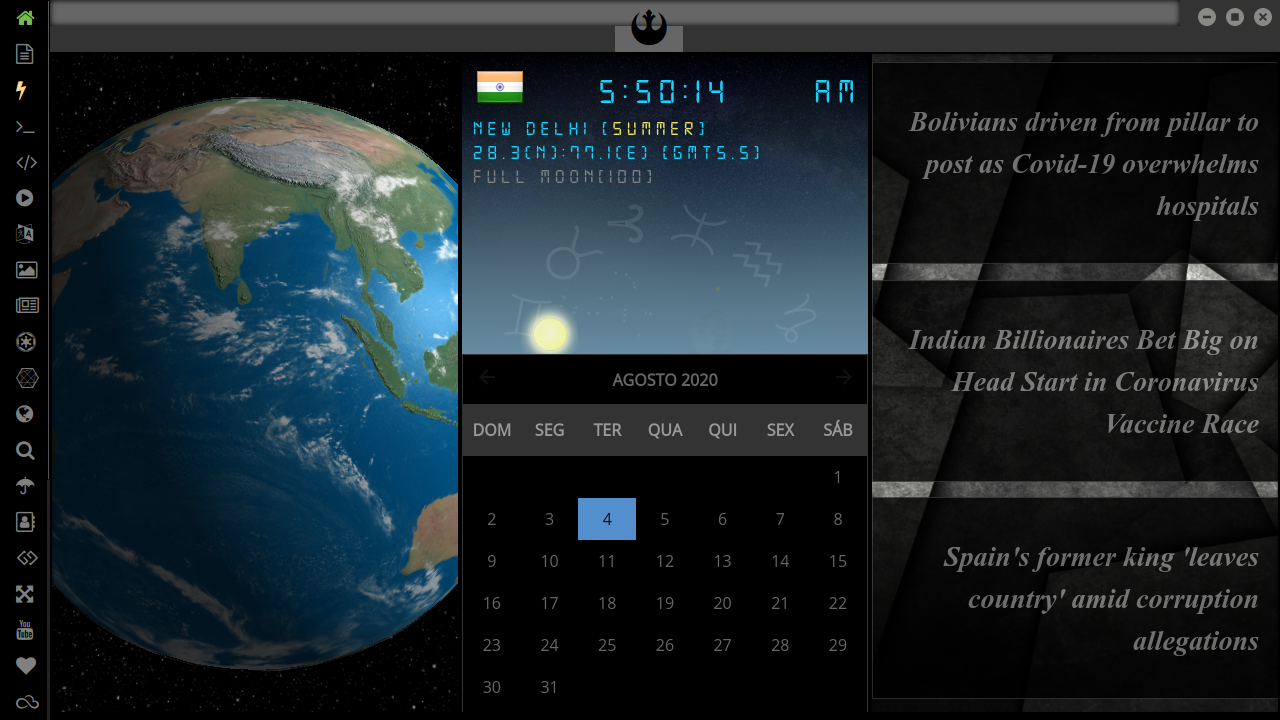 5:50:14 AM
NEW DELHI [SUMMER]
28.3(N):77.1(E) [GMT5.5]
FULL MOON[100]
AGOSTO 2020
DOM SEG TER QUA QUI SEX SÁB
1
2 3 4 5 6 7 8
9 10 11 12 13 14 15
16 17 18 19 20 21 22
23 24 25 26 27 28 29
30 31
Bolivians driven from pillar to
post as Covid-19 overwhelms
hospitals
Indian Billionaires Bet Big on
Head Start in Coronavirus
Vaccine Race
Spain's former king 'leaves
country' amid corruption
allegations
You
Tube